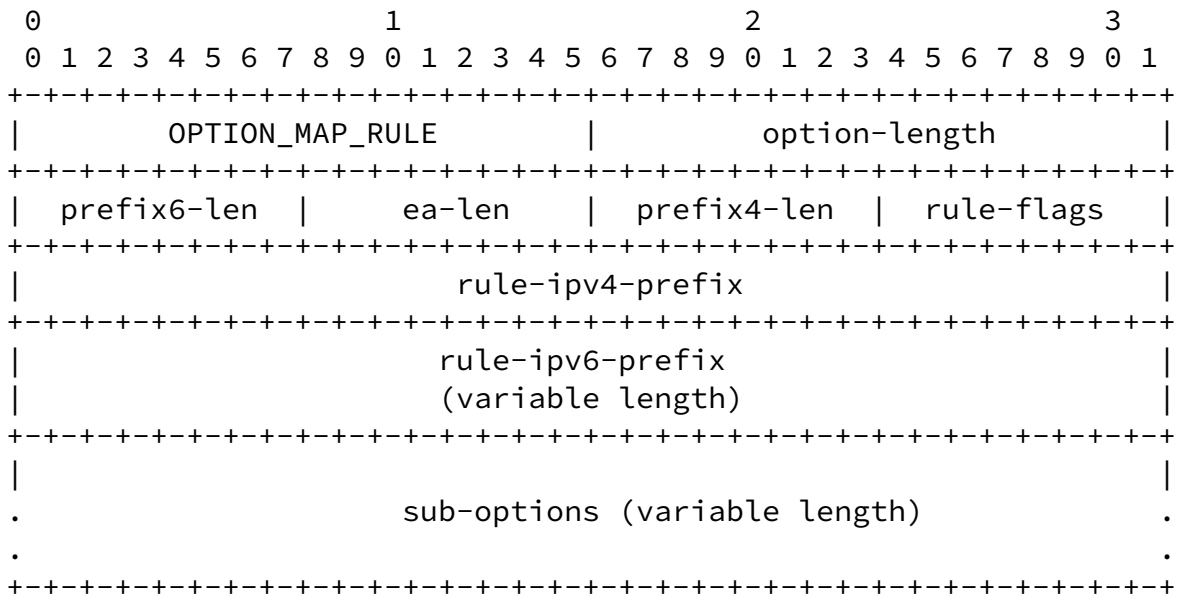 0                   1                   2                   3
 0 1 2 3 4 5 6 7 8 9 0 1 2 3 4 5 6 7 8 9 0 1 2 3 4 5 6 7 8 9 0 1
+-+-+-+-+-+-+-+-+-+-+-+-+-+-+-+-+-+-+-+-+-+-+-+-+-+-+-+-+-+-+-+-+
|        OPTION_MAP_RULE        |         option-length         |
+-+-+-+-+-+-+-+-+-+-+-+-+-+-+-+-+-+-+-+-+-+-+-+-+-+-+-+-+-+-+-+-+
|  prefix6-len  |     ea-len    |  prefix4-len  |  rule-flags   |
+-+-+-+-+-+-+-+-+-+-+-+-+-+-+-+-+-+-+-+-+-+-+-+-+-+-+-+-+-+-+-+-+
|                        rule-ipv4-prefix                       |
+-+-+-+-+-+-+-+-+-+-+-+-+-+-+-+-+-+-+-+-+-+-+-+-+-+-+-+-+-+-+-+-+
|                       rule-ipv6-prefix                        |
|                       (variable length)                       |
+-+-+-+-+-+-+-+-+-+-+-+-+-+-+-+-+-+-+-+-+-+-+-+-+-+-+-+-+-+-+-+-+
|                                                               |
.                     sub-options (variable length)             .
.                                                               .
+-+-+-+-+-+-+-+-+-+-+-+-+-+-+-+-+-+-+-+-+-+-+-+-+-+-+-+-+-+-+-+-+